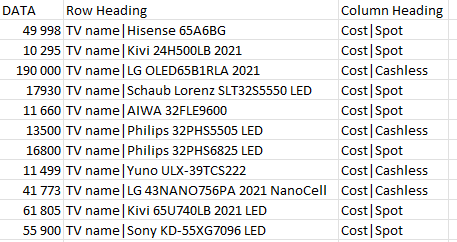 DATA Row Heading Column Heading
49 998 TV name|Hisense 65A6BG Cost|Spot
10 295 TV name|Kivi 24H500LB 2021 Cost|Spot
190 000 TV name|LG OLED65B1RLA 2021 Cost|Cashless
17930 TV name|Schaub Lorenz SLT32S5550 LED Cost|Spot
11 660 TV name|AIWA 32FLE9600 Cost|Spot
13500 TV name|Philips 32PHS5505 LED Cost|Cashless
16800 TV name|Philips 32PHS6825 LED Cost|Spot
11 499 TV name|Yuno ULX-39TCS222 Cost|Cashless
41 773 TV name|LG 43NANO756PA 2021 NanoCell Cost|Cashless
61 805 TV name|Kivi 65U740LB 2021 LED Cost|Spot
55 900 TV name|Sony KD-55XG7096 LED Cost|Spot